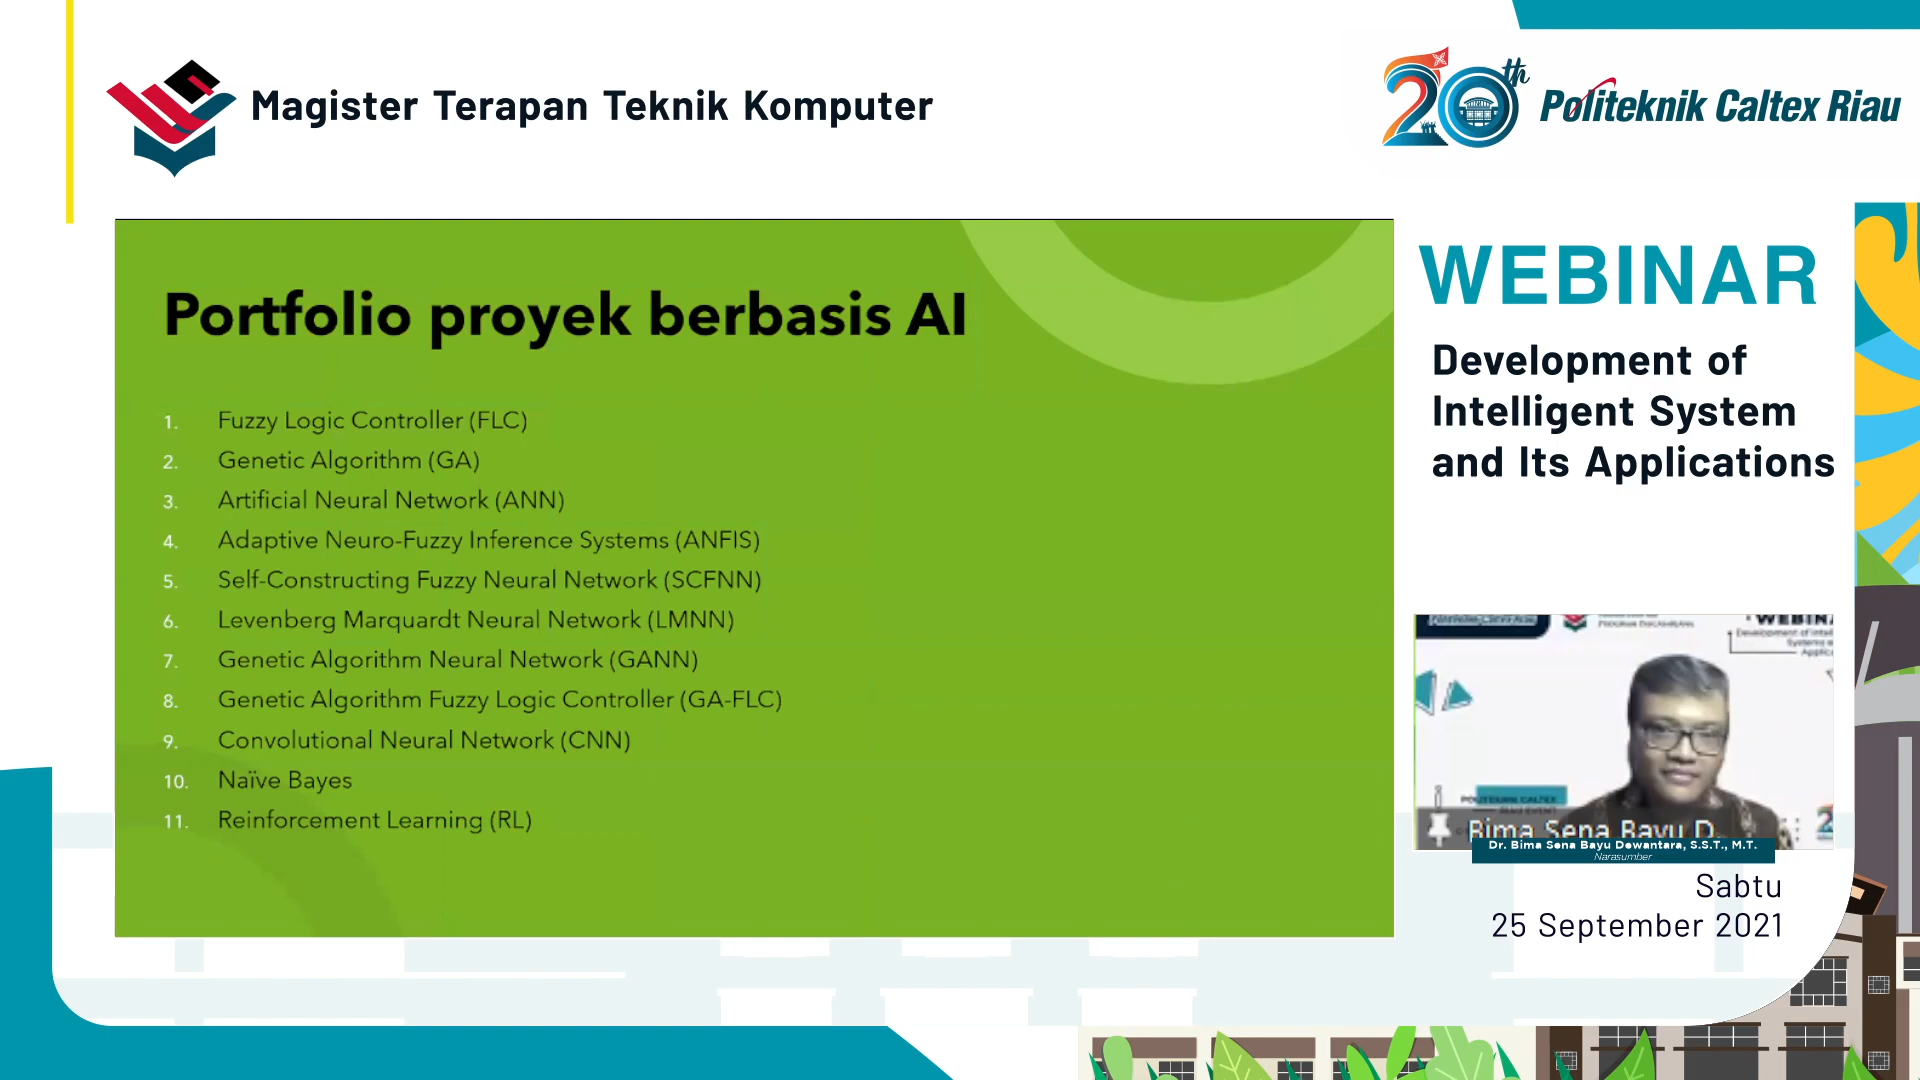 Magister Terapan Teknik Komputer
20th
Politeknik Caltex Riau
Portfolio proyek berbasis AI
1. Fuzzy Logic Controller (FLC)
2. Genetic Algorithm (GA)
3. Artificial Neural Network (ANN)
4. Adaptive Neuro-Fuzzy Inference Systems (ANFIS)
5. Self-Constructing Fuzzy Neural Network (SCFNN)
6. Levenberg Marquardt Neural Network (LMNN)
7. Genetic Algorithm Neural Network (GANN)
8. Genetic Algorithm Fuzzy Logic Controller (GA-FLC)
9. Convolutional Neural Network (CNN)
10. Naïve Bayes
11. Reinforcement Learning (RL)
WEBINAR
Development of
Intelligent System
and Its Applications
Bima Sena Bayu D.
Dr. Bima Sena Bayu Dewantara, S.S.T., M.T.
Narasumber
Sabtu
25 September 2021